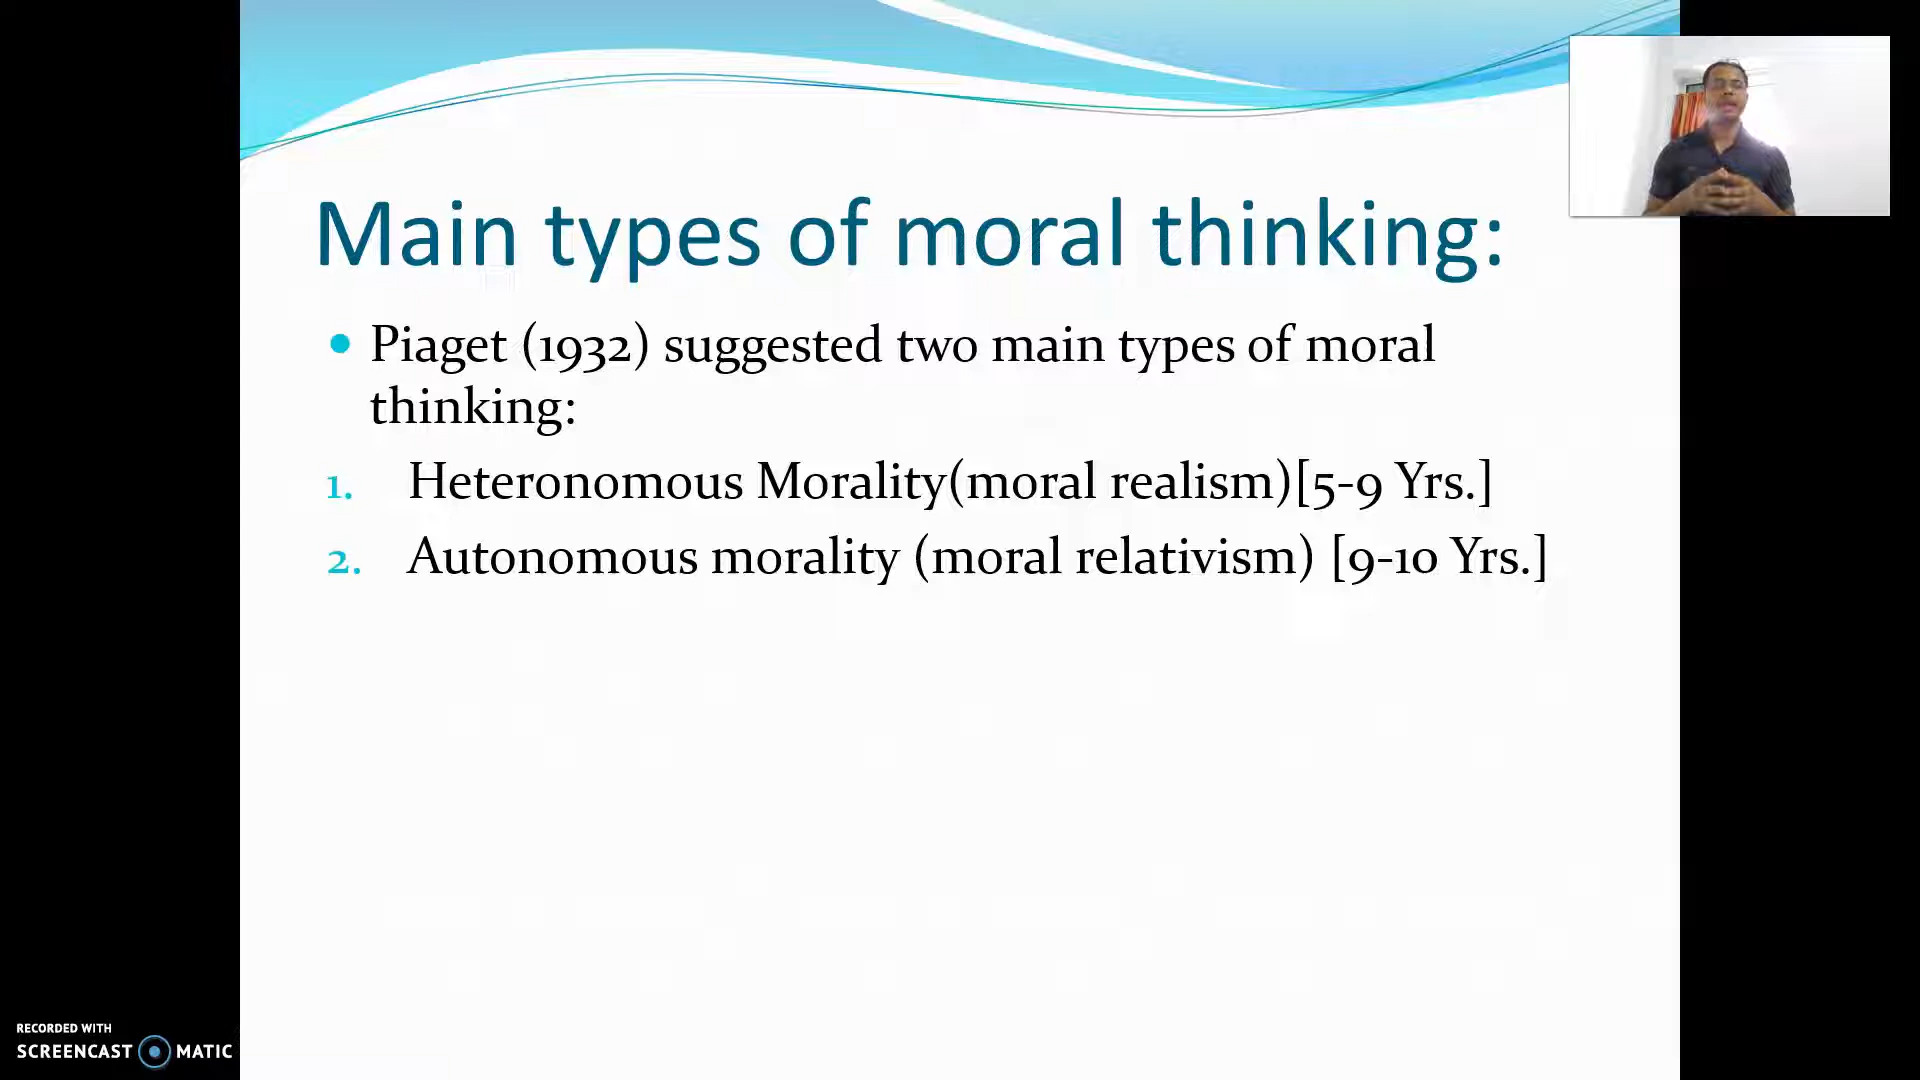 Main types of moral thinking:
Piaget (1932) suggested two main types of moral
thinking:
1. Heteronomous Morality(moral realism)[5-9 Yrs.]
2. Autonomous morality (moral relativism) [9-10 Yrs.]
RECORDED WITH
SCREENCAST MATIC